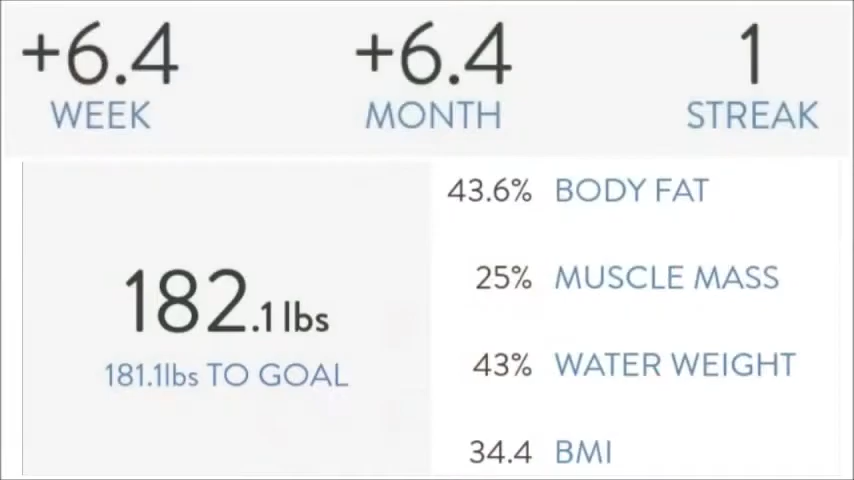 +6.4 +6.4 1
WEEK MONTH STREAK
182.1 lbs
181.1lbs TO GOAL
43.6% BODY FAT
25% MUSCLE MASS
43% WATER WEIGHT
34.4 BMI